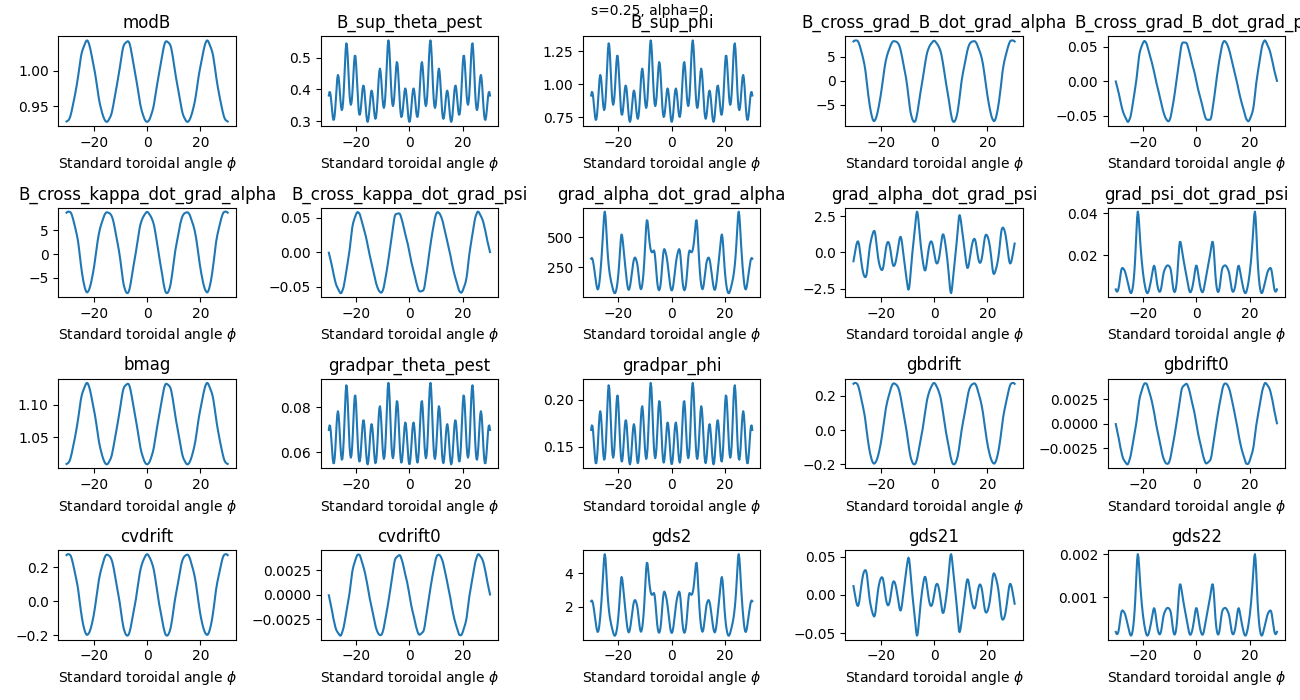 s=0.25, alpha=0
modB
B_sup_theta_pest
B_sup_phi
B_cross_grad_B_dot_grad_alpha
B_cross_grad_B_dot_grad_p
1.00
0.95
−20
0
20
Standard toroidal angle ϕ
0.5
0.4
0.3
−20
0
20
Standard toroidal angle ϕ
1.25
1.00
0.75
−20
0
20
Standard toroidal angle ϕ
5
0
−5
−20
0
20
Standard toroidal angle ϕ
0.05
0.00
−0.05
−20
0
20
Standard toroidal angle ϕ
B_cross_kappa_dot_grad_alpha
B_cross_kappa_dot_grad_psi
grad_alpha_dot_grad_alpha
grad_alpha_dot_grad_psi
grad_psi_dot_grad_psi
5
0
−5
−20
0
20
Standard toroidal angle ϕ
0.05
0.00
−0.05
−20
0
20
Standard toroidal angle ϕ
500
250
−20
0
20
Standard toroidal angle ϕ
2.5
0.0
−2.5
−20
0
20
Standard toroidal angle ϕ
0.04
0.02
−20
0
20
Standard toroidal angle ϕ
bmag
gradpar_theta_pest
gradpar_phi
gbdrift
gbdrift0
1.10
1.05
−20
0
20
Standard toroidal angle ϕ
0.08
0.06
−20
0
20
Standard toroidal angle ϕ
0.20
0.15
−20
0
20
Standard toroidal angle ϕ
0.2
0.0
−0.2
−20
0
20
Standard toroidal angle ϕ
0.0025
0.0000
−0.0025
−20
0
20
Standard toroidal angle ϕ
cvdrift
cvdrift0
gds2
gds21
gds22
0.2
0.0
−0.2
−20
0
20
Standard toroidal angle ϕ
0.0025
0.0000
−0.0025
−20
0
20
Standard toroidal angle ϕ
4
2
−20
0
20
Standard toroidal angle ϕ
0.05
0.00
−0.05
−20
0
20
Standard toroidal angle ϕ
0.002
0.001
−20
0
20
Standard toroidal angle ϕ